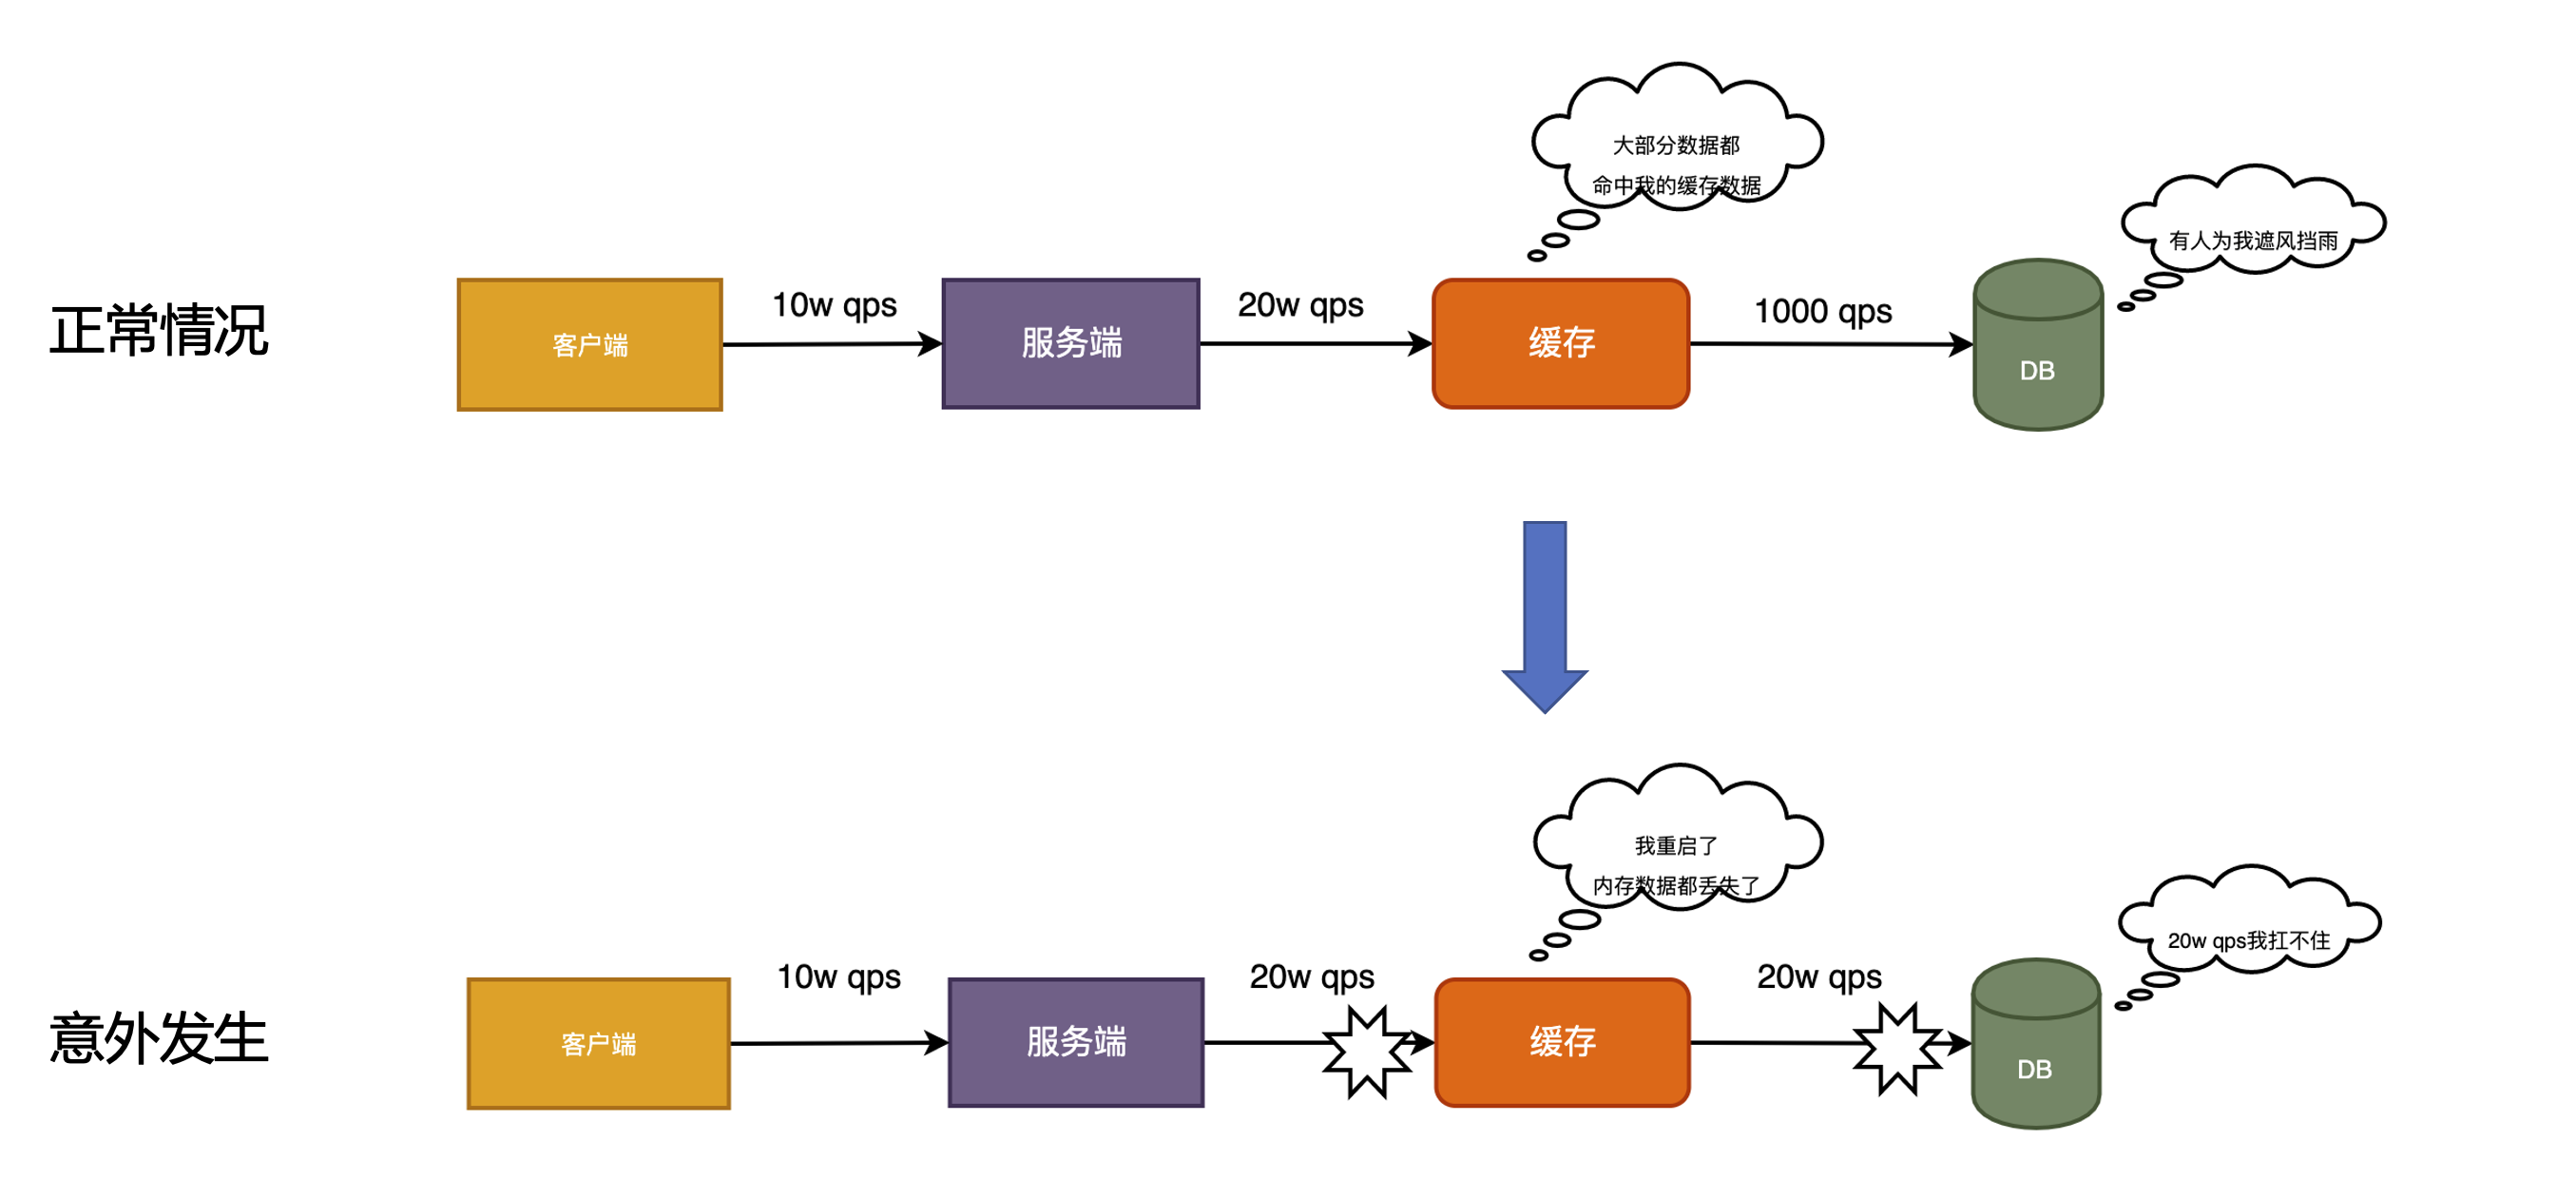 大部分数据都
命中我的缓存数据
有人为我遮风挡雨
正常情况
客户端
10w qps
服务端
20w qps
缓存
1000 qps
DB
我重启了
内存数据都丢失了
20w qps我扛不住
意外发生
客户端
10w qps
服务端
20w qps
缓存
20w qps
DB